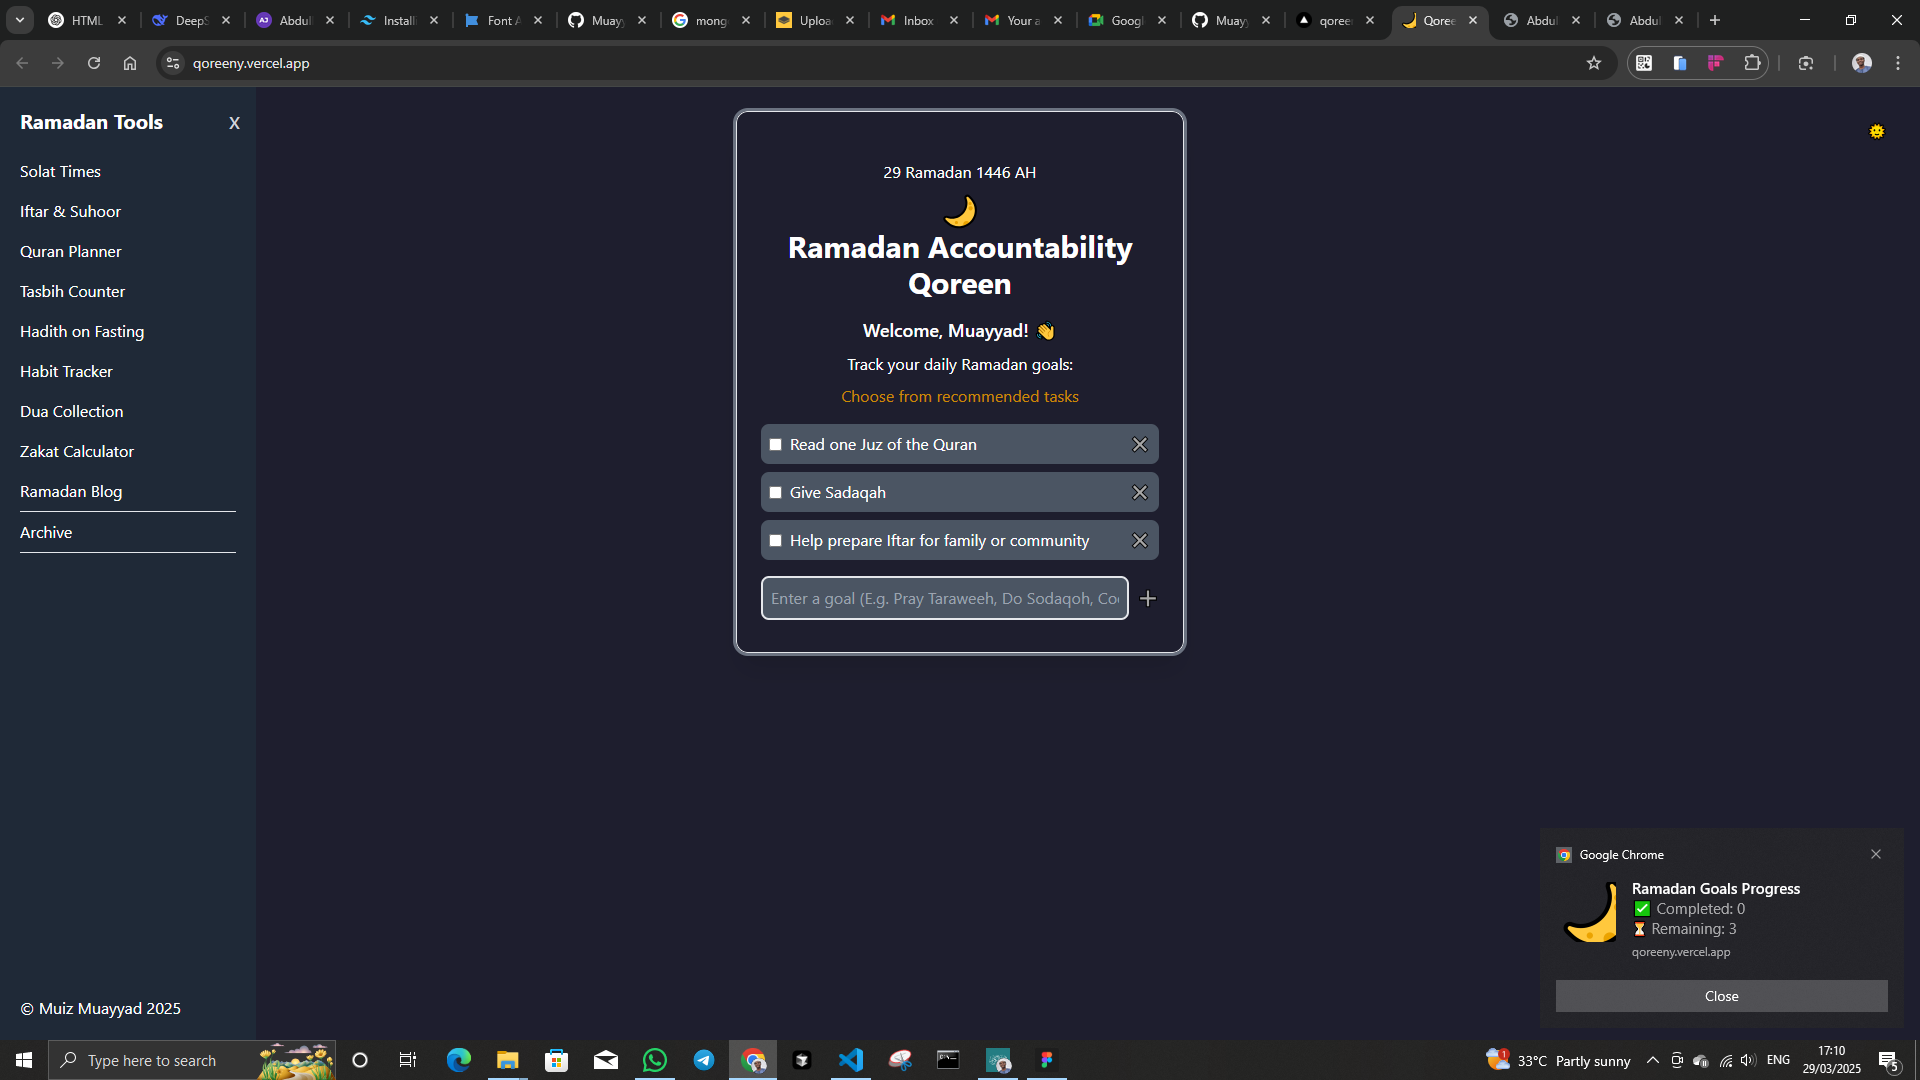 HTML
DeepS
Abdul
Install
Font A
Muay
mong
Uploa
Inbox
Your a
Googl
Muay
qoree
Qoree
Abdul
Abdul
qoreeny.vercel.app
Ramadan Tools
X
Solat Times
Iftar & Suhoor
Quran Planner
Tasbih Counter
Hadith on Fasting
Habit Tracker
Dua Collection
Zakat Calculator
Ramadan Blog
Archive
© Muiz Muayyad 2025
29 Ramadan 1446 AH
Ramadan Accountability
Qoreen
Welcome, Muayyad! 👋
Track your daily Ramadan goals:
Choose from recommended tasks
Read one Juz of the Quran
Give Sadaqah
Help prepare Iftar for family or community
Enter a goal (E.g. Pray Taraweeh, Do Sodaqoh, Coo
Google Chrome
Ramadan Goals Progress
✅ Completed: 0
⏳ Remaining: 3
qoreeny.vercel.app
Close
Type here to search
1
33°C Partly sunny
ENG
17:10
29/03/2025
5